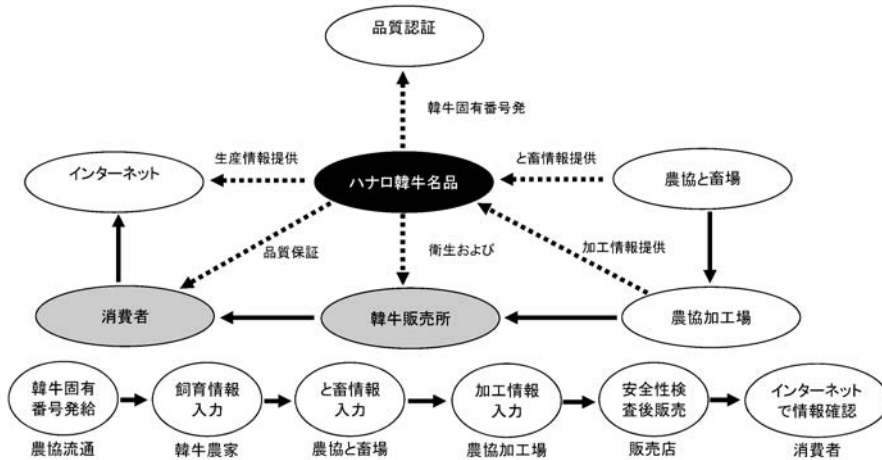 品質認証
韓牛固有番号発
生産情報提供
と畜情報提供
インターネット
ハナロ韓牛名品
農協と畜場
品質保証
衛生および
加工情報提供
消費者
韓牛販売所
農協加工場
韓牛固有
番号発給
飼育情報
入力
と畜情報
入力
加工情報
入力
安全性検
査後販売
インターネット
で情報確認
農協流通
韓牛農家
農協と畜場
農協加工場
販売店
消費者